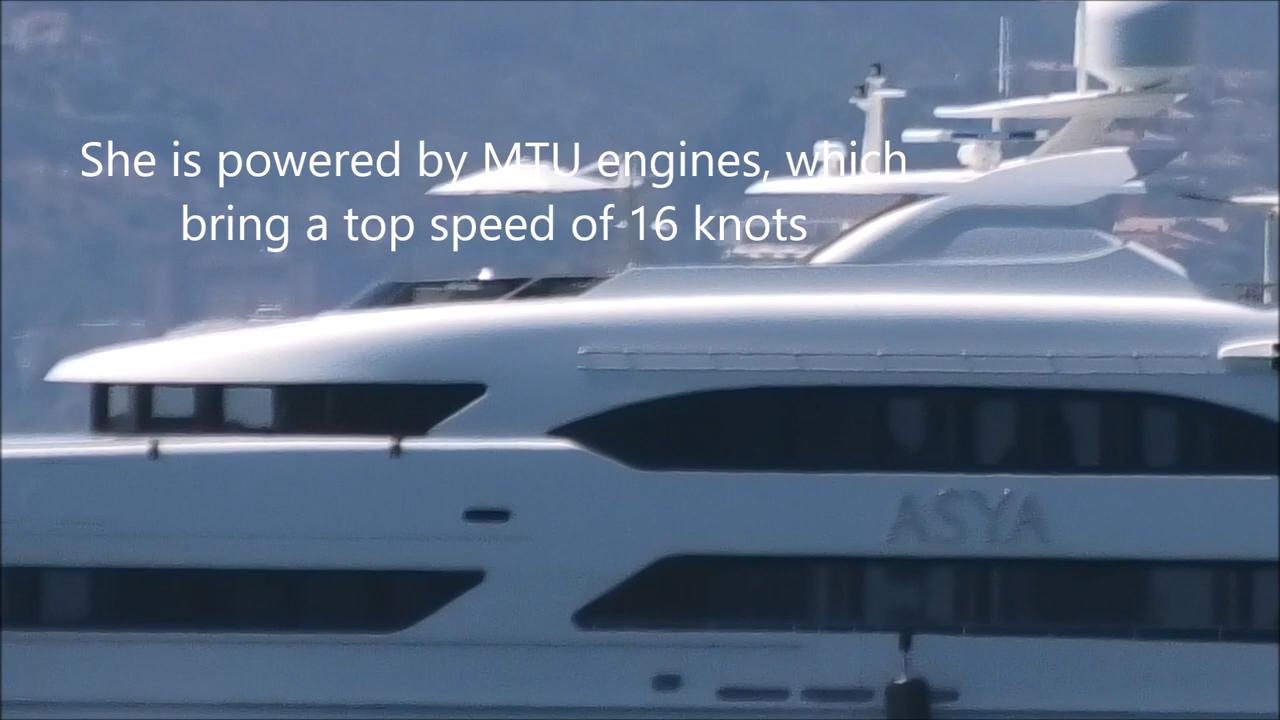 She is powered by MTU engines, which
bring a top speed of 16 knots
ASYA